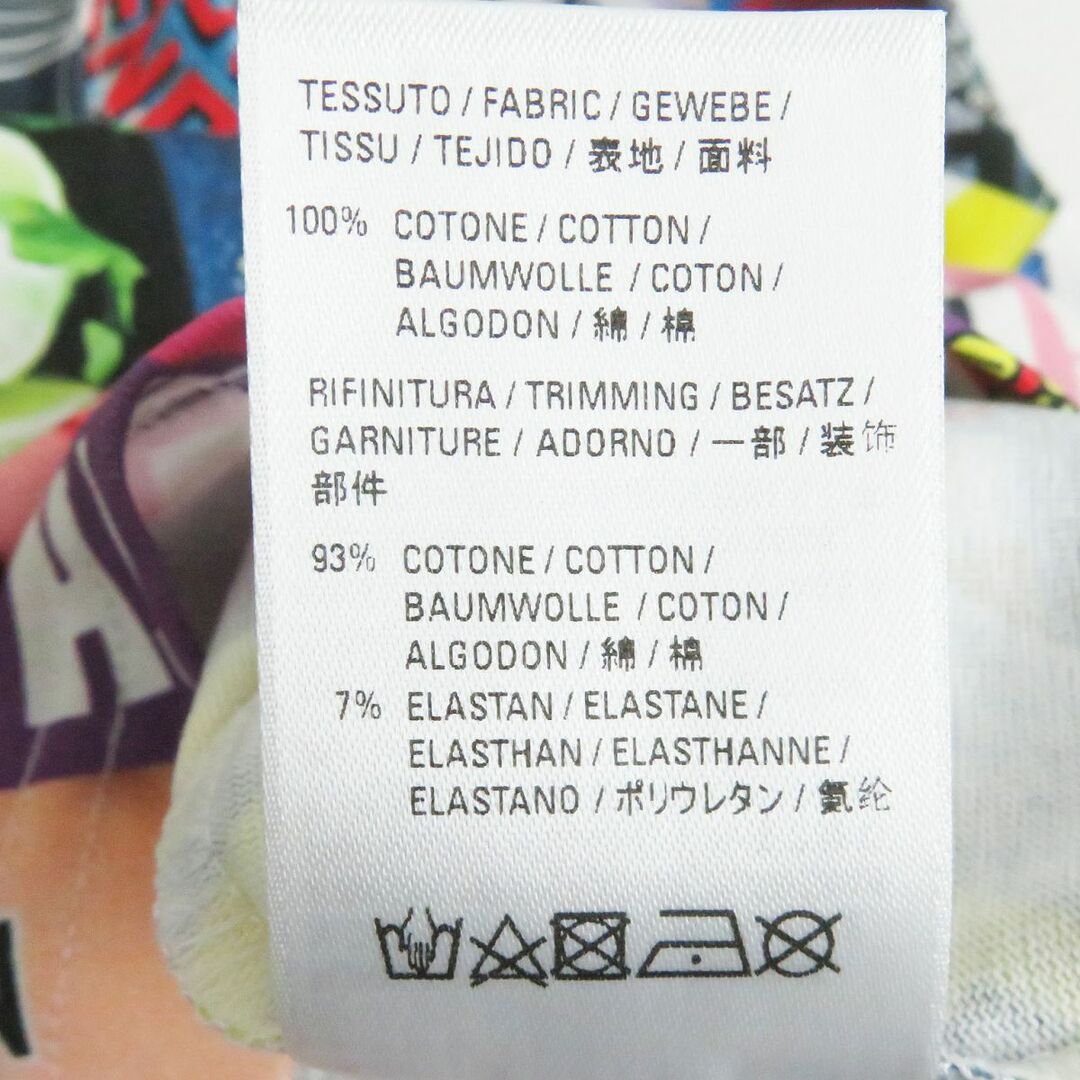 TESSUTO / FABRIC / GEWEBE /
TISSU / TEJIDO / 表地 / 面料
100% COTONE / COTTON /
BAUMWOLLE / COTON /
ALGODON / 綿 / 棉
RIFINITURA / TRIMMING / BESATZ /
GARNITURE / ADORNO / 一部 / 装饰
部件
93% COTONE / COTTON /
BAUMWOLLE / COTON /
ALGODON / 綿 / 棉
7% ELASTAN / ELASTANE /
ELASTHAN / ELASTHANNE /
ELASTANO / ポリウレタン / 氨纶